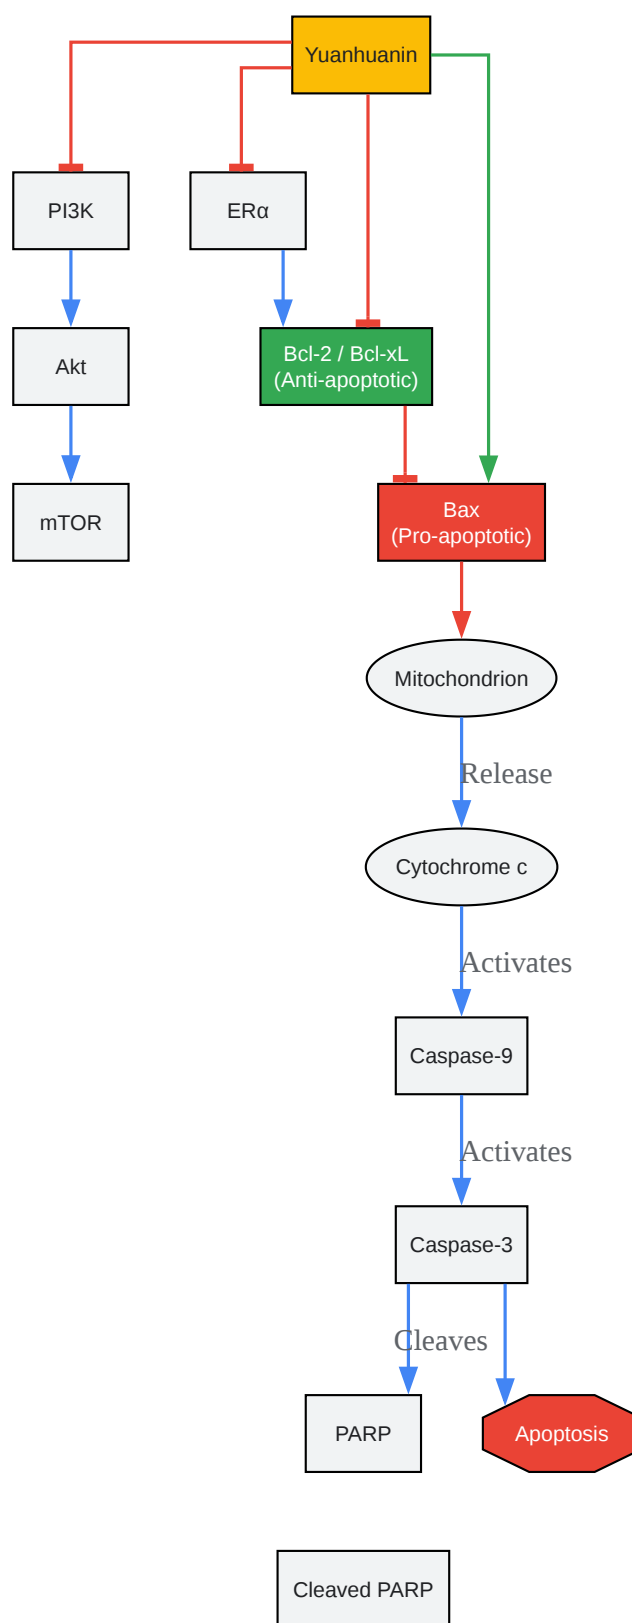 Yuanhuanin
PI3K
ERα
Akt
Bcl-2 / Bcl-xL
(Anti-apoptotic)
mTOR
Bax
(Pro-apoptotic)
Mitochondrion
Release
Cytochrome c
Activates
Caspase-9
Activates
Caspase-3
Cleaves
PARP
Apoptosis
Cleaved PARP